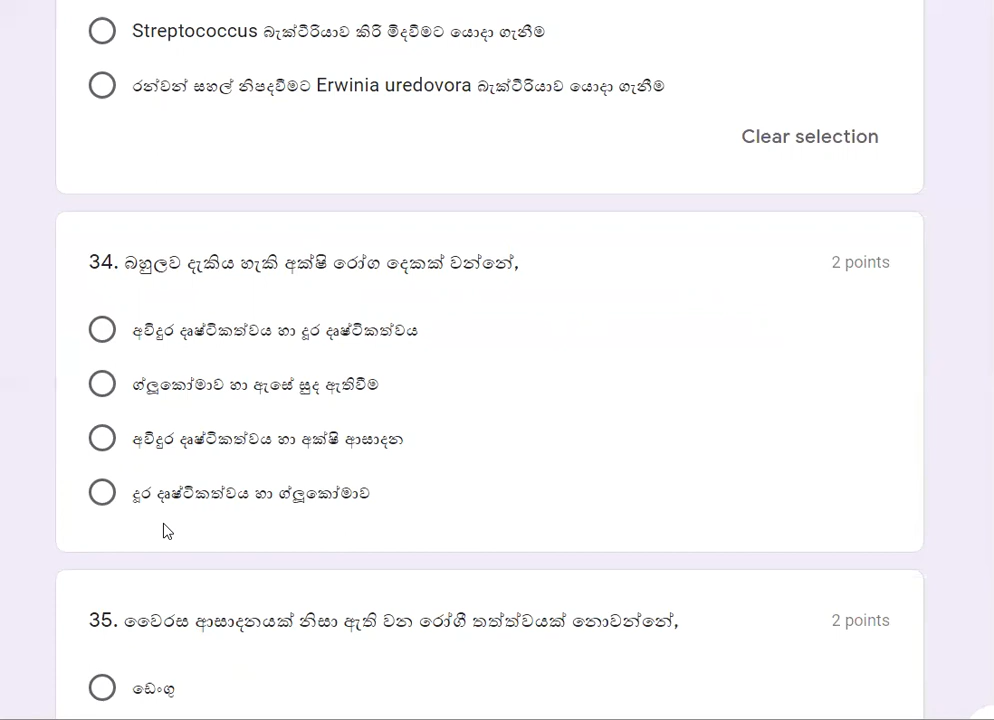 Streptococcus බැක්ටීරියාව කිරි මිදවීමට යොදා ගැනීම
රන්වන් සහල් නිපදවීමට Erwinia uredovora බැක්ටීරියාව යොදා ගැනීම
Clear selection
34. බහුලව දැකිය හැකි අක්ෂි රෝග දෙකක් වන්නේ,
2 points
අවිදුර දෘෂ්ටිකත්වය හා දූර දෘෂ්ටිකත්වය
ග්ලූකෝමාව හා ඇසේ සුද ඇතිවීම
අවිදුර දෘෂ්ටිකත්වය හා අක්ෂි ආසාදන
දූර දෘෂ්ටිකත්වය හා ග්ලූකෝමාව
35. වෛරස ආසාදනයක් නිසා ඇති වන රෝගී තත්ත්වයක් නොවන්නේ,
2 points
ඩෙංගු